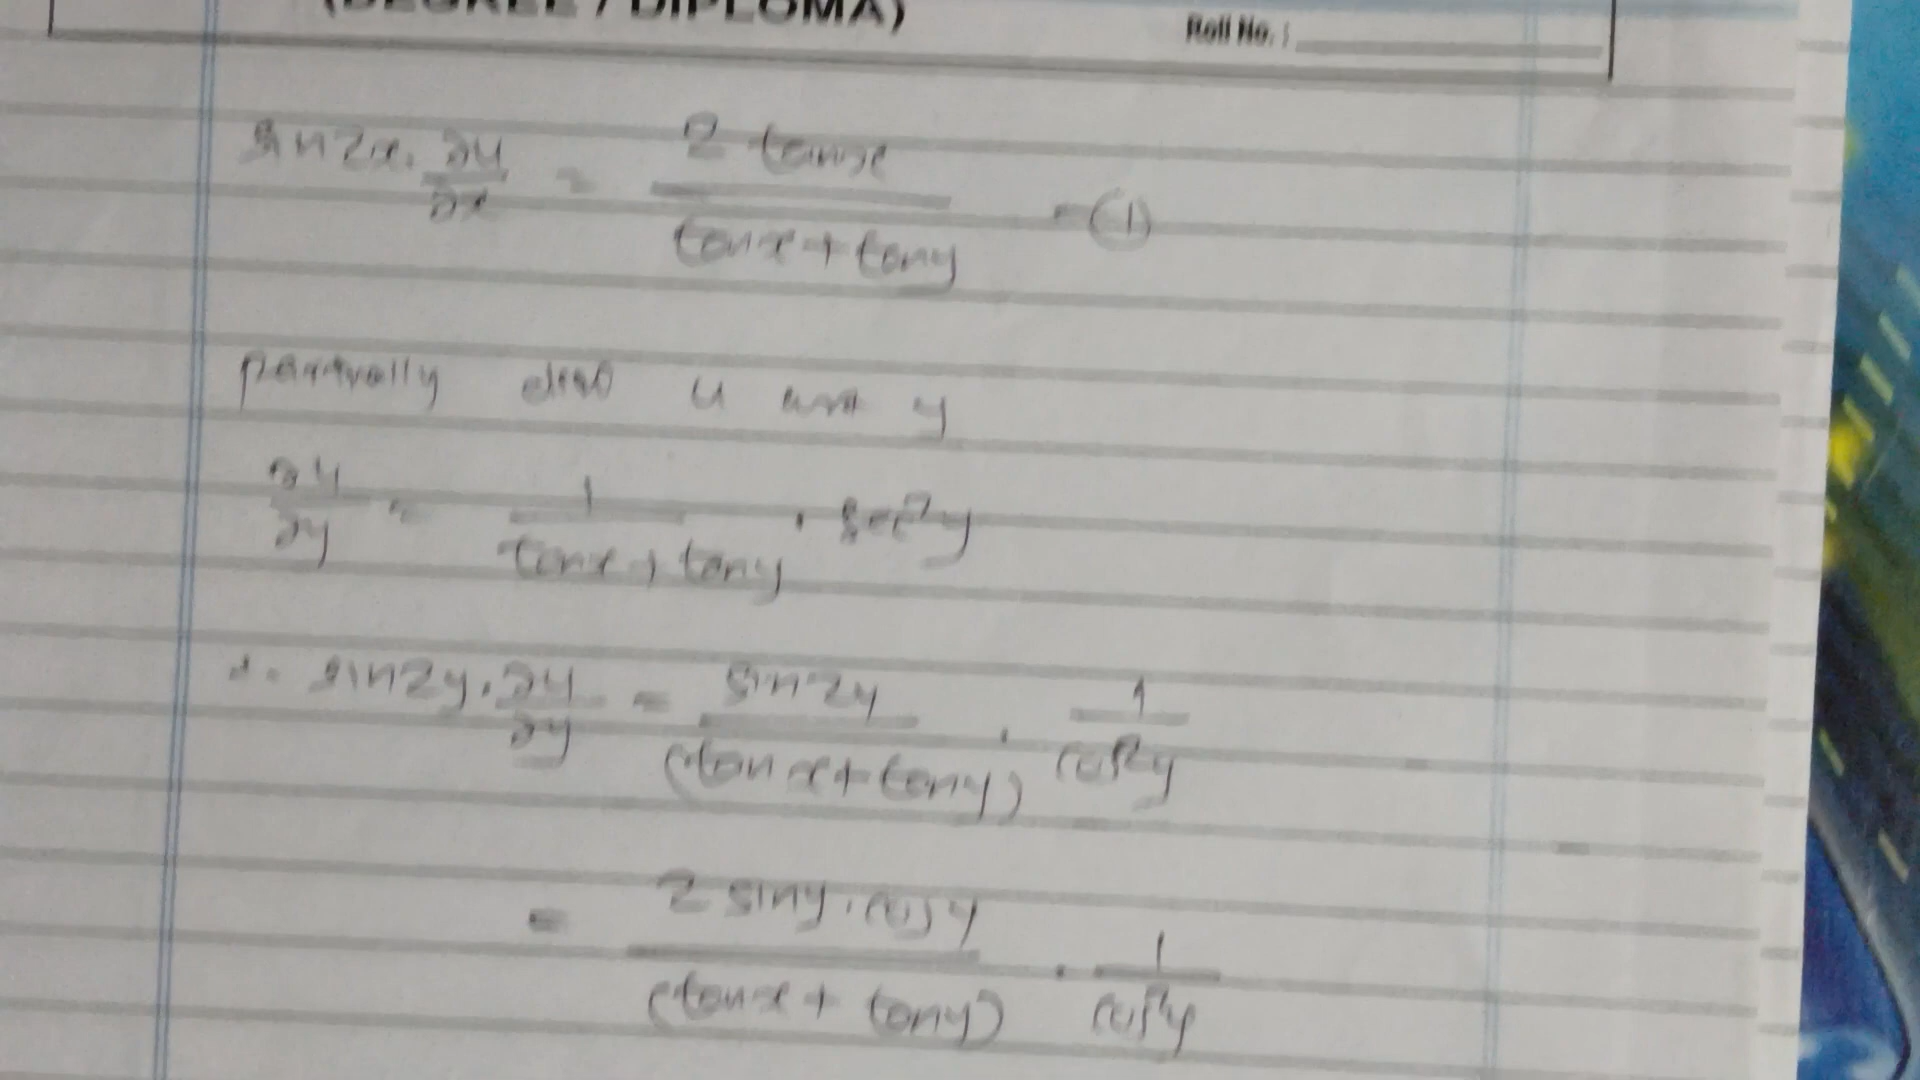 (DEGREE / DIPLOMA)
Roll No. :
sin2x. ∂u/∂x = 2 tanx / tanx + tany - (1)
partially diff u wrt y
∂u/∂y = 1 / tanx + tany . sec²y
∴ sin2y. ∂u/∂y = sin2y / (tanx + tany) . 1 / cos²y
= 2 siny . cosy / (tanx + tany) . 1 / cos²y